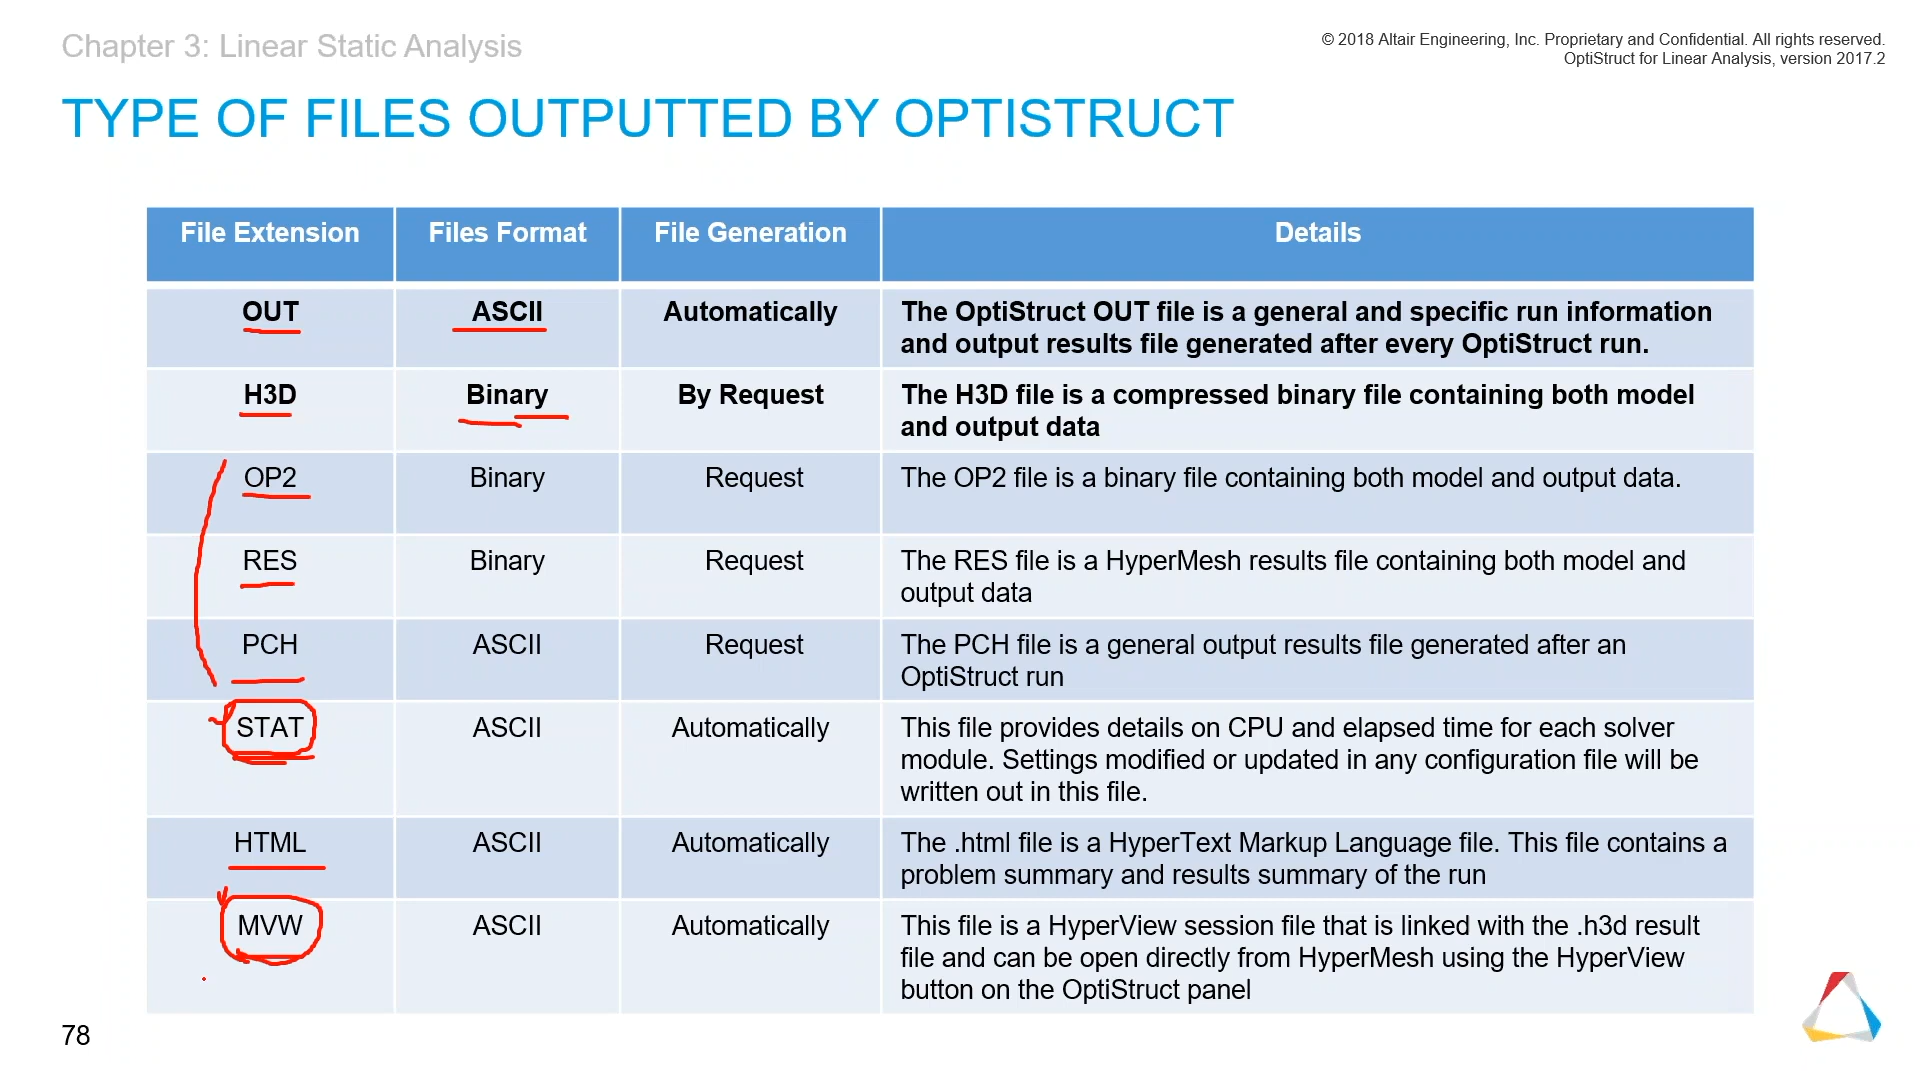 Chapter 3: Linear Static Analysis
© 2018 Altair Engineering, Inc. Proprietary and Confidential. All rights reserved.
OptiStruct for Linear Analysis, version 2017.2
TYPE OF FILES OUTPUTTED BY OPTISTRUCT
File Extension Files Format File Generation Details
OUT ASCII Automatically The OptiStruct OUT file is a general and specific run information
and output results file generated after every OptiStruct run.
H3D Binary By Request The H3D file is a compressed binary file containing both model
and output data
OP2 Binary Request The OP2 file is a binary file containing both model and output data.
RES Binary Request The RES file is a HyperMesh results file containing both model and
output data
PCH ASCII Request The PCH file is a general output results file generated after an
OptiStruct run
STAT ASCII Automatically This file provides details on CPU and elapsed time for each solver
module. Settings modified or updated in any configuration file will be
written out in this file.
HTML ASCII Automatically The .html file is a HyperText Markup Language file. This file contains a
problem summary and results summary of the run
MVW ASCII Automatically This file is a HyperView session file that is linked with the .h3d result
file and can be open directly from HyperMesh using the HyperView
button on the OptiStruct panel
78